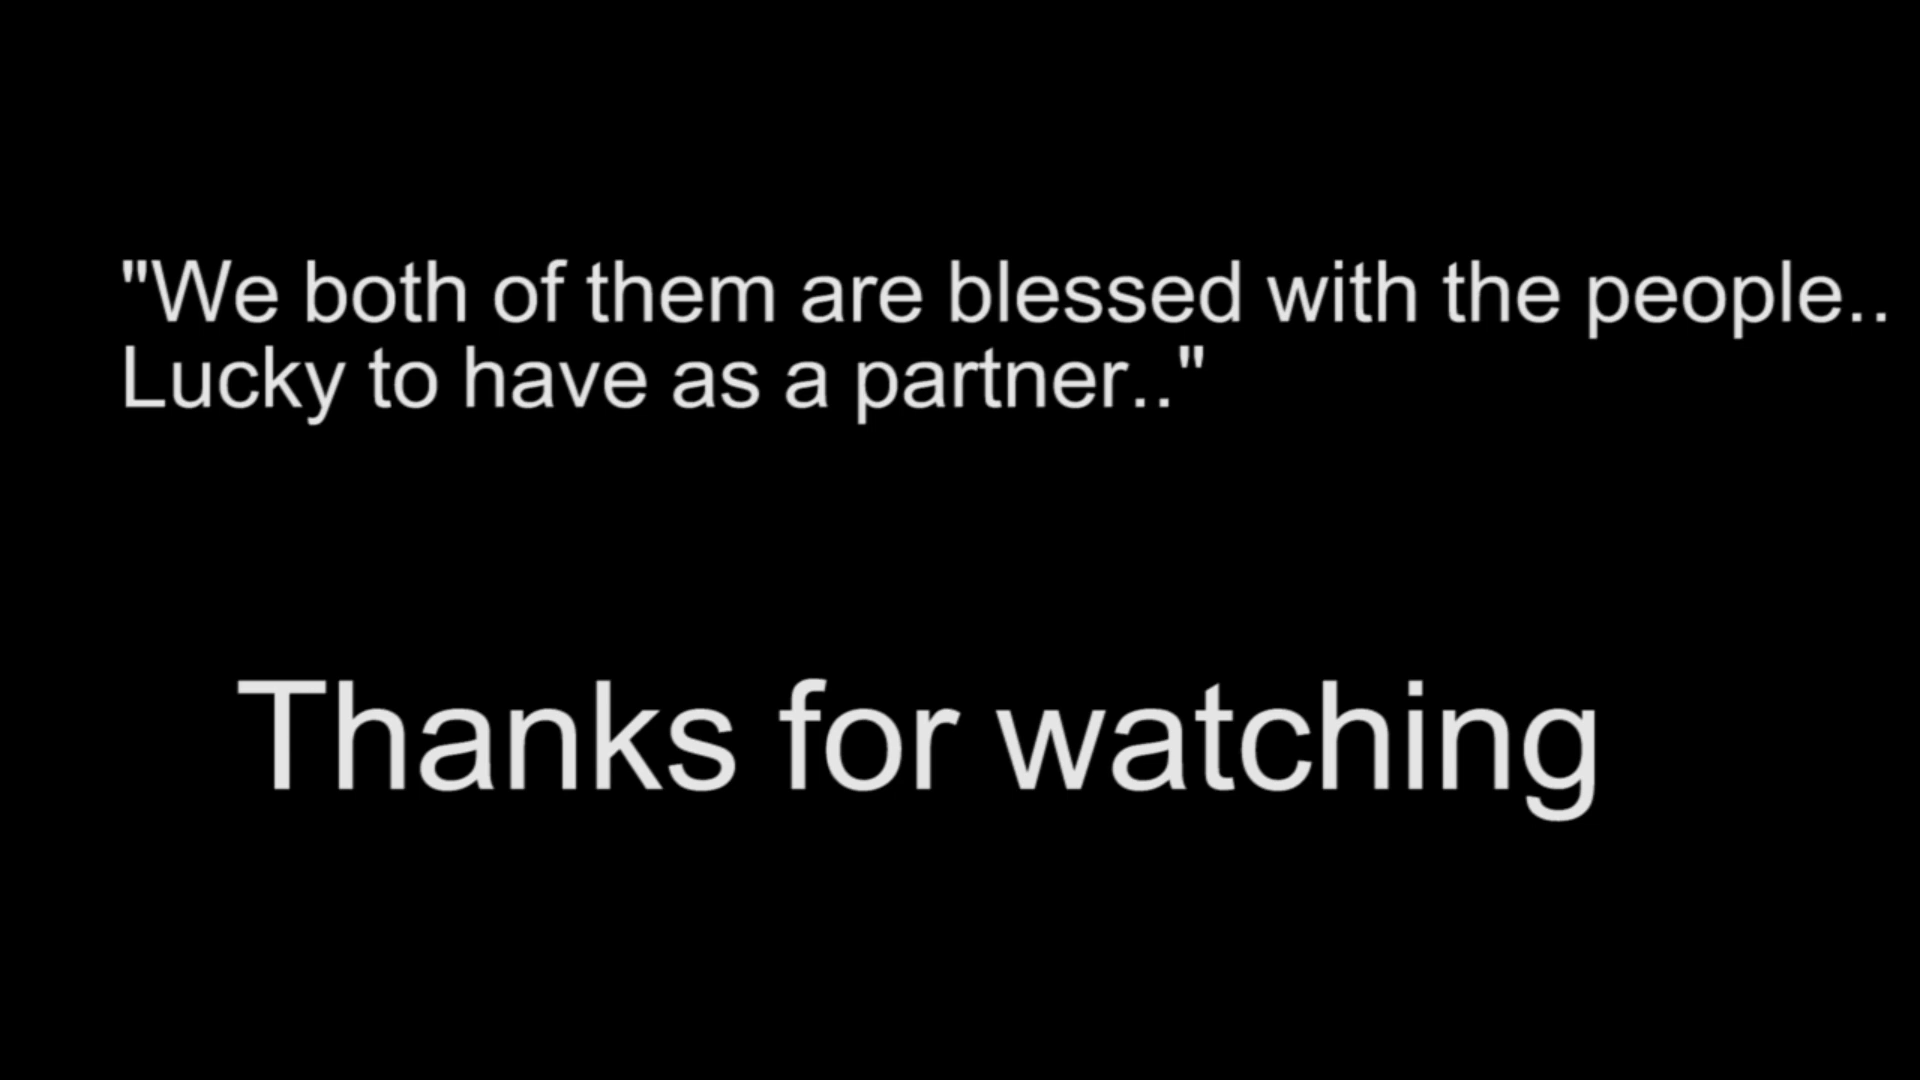 "We both of them are blessed with the people..
Lucky to have as a partner.."
Thanks for watching